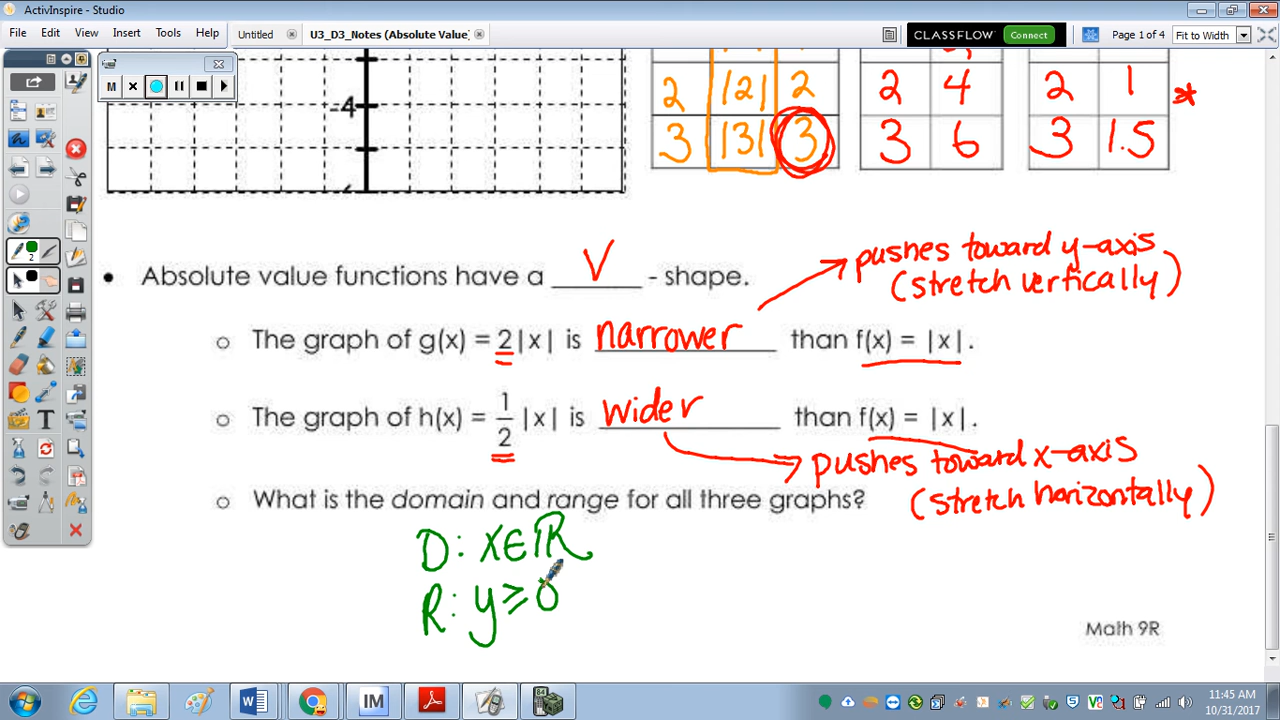 ActivInspire - Studio
File Edit View Insert Tools Help Untitled U3_D3_Notes (Absolute Value) CLASSFLOW Connect Page 1 of 4 Fit to Width
M
-4
2 |2| 2
3 |3| 3
2 4
3 6
2 1 *
3 1.5
• Absolute value functions have a V - shape.
pushes toward y-axis
(stretch vertically)
o The graph of g(x) = 2|x| is narrower than f(x) = |x|.
o The graph of h(x) = 1/2 |x| is wider than f(x) = |x|.
pushes toward x-axis
(stretch horizontally)
o What is the domain and range for all three graphs?
D: x∈ℝ
R: y≥0
Math 9R
2
T
W IM 84
11:45 AM
10/31/2017